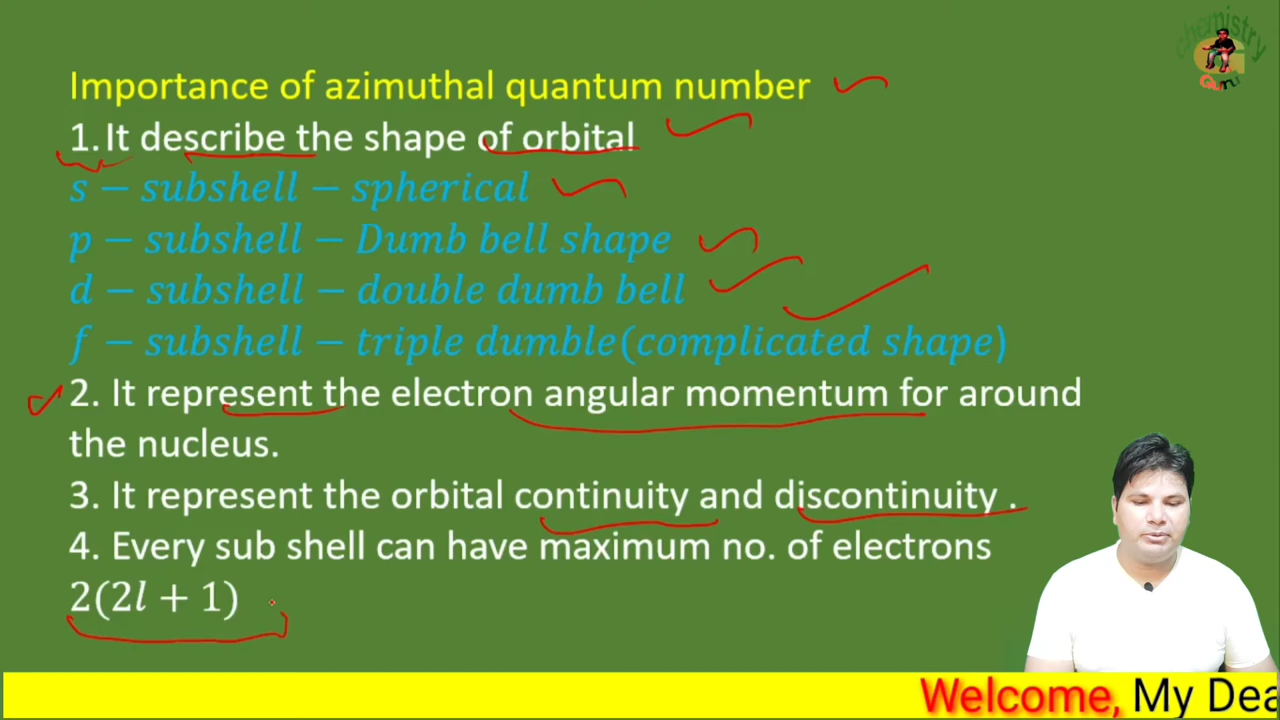 chemistry
G
Guru
Importance of azimuthal quantum number
1.It describe the shape of orbital
s − subshell − spherical
p − subshell − Dumb bell shape
d − subshell − double dumb bell
f − subshell − triple dumble(complicated shape)
2. It represent the electron angular momentum for around
the nucleus.
3. It represent the orbital continuity and discontinuity .
4. Every sub shell can have maximum no. of electrons
2(2l + 1)
Welcome, My Dea